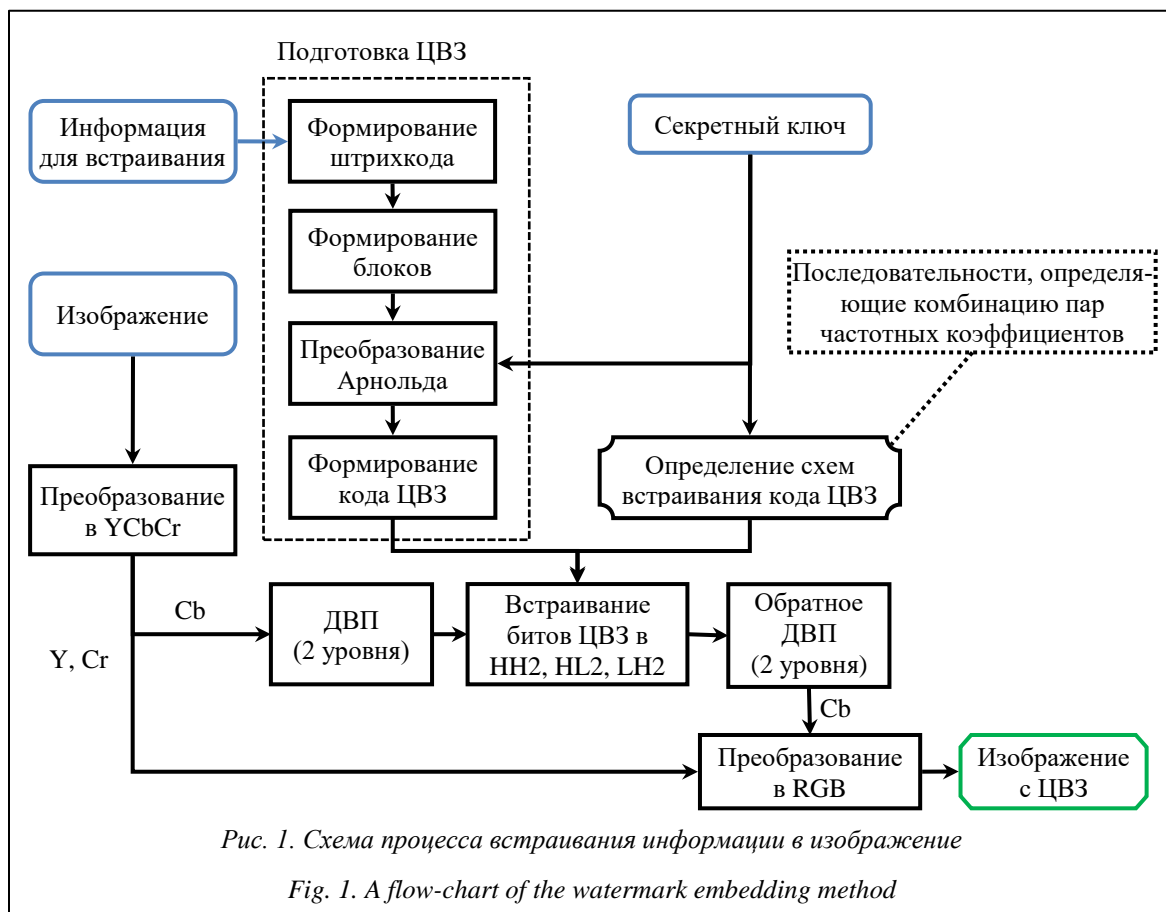 Подготовка ЦВЗ
Информация
для встраивания
Формирование
штрихкода
Секретный ключ
Формирование
блоков
Изображение
Последовательности, определя-
ющие комбинацию пар
частотных коэффициентов
Преобразование
Арнольда
Формирование
кода ЦВЗ
Определение схем
встраивания кода ЦВЗ
Преобразование
в YCbCr
Cb
Y, Cr
ДВП
(2 уровня)
Встраивание
битов ЦВЗ в
HH2, HL2, LH2
Обратное
ДВП
(2 уровня)
Cb
Преобразование
в RGB
Изображение
с ЦВЗ
Рис. 1. Схема процесса встраивания информации в изображение
Fig. 1. A flow-chart of the watermark embedding method